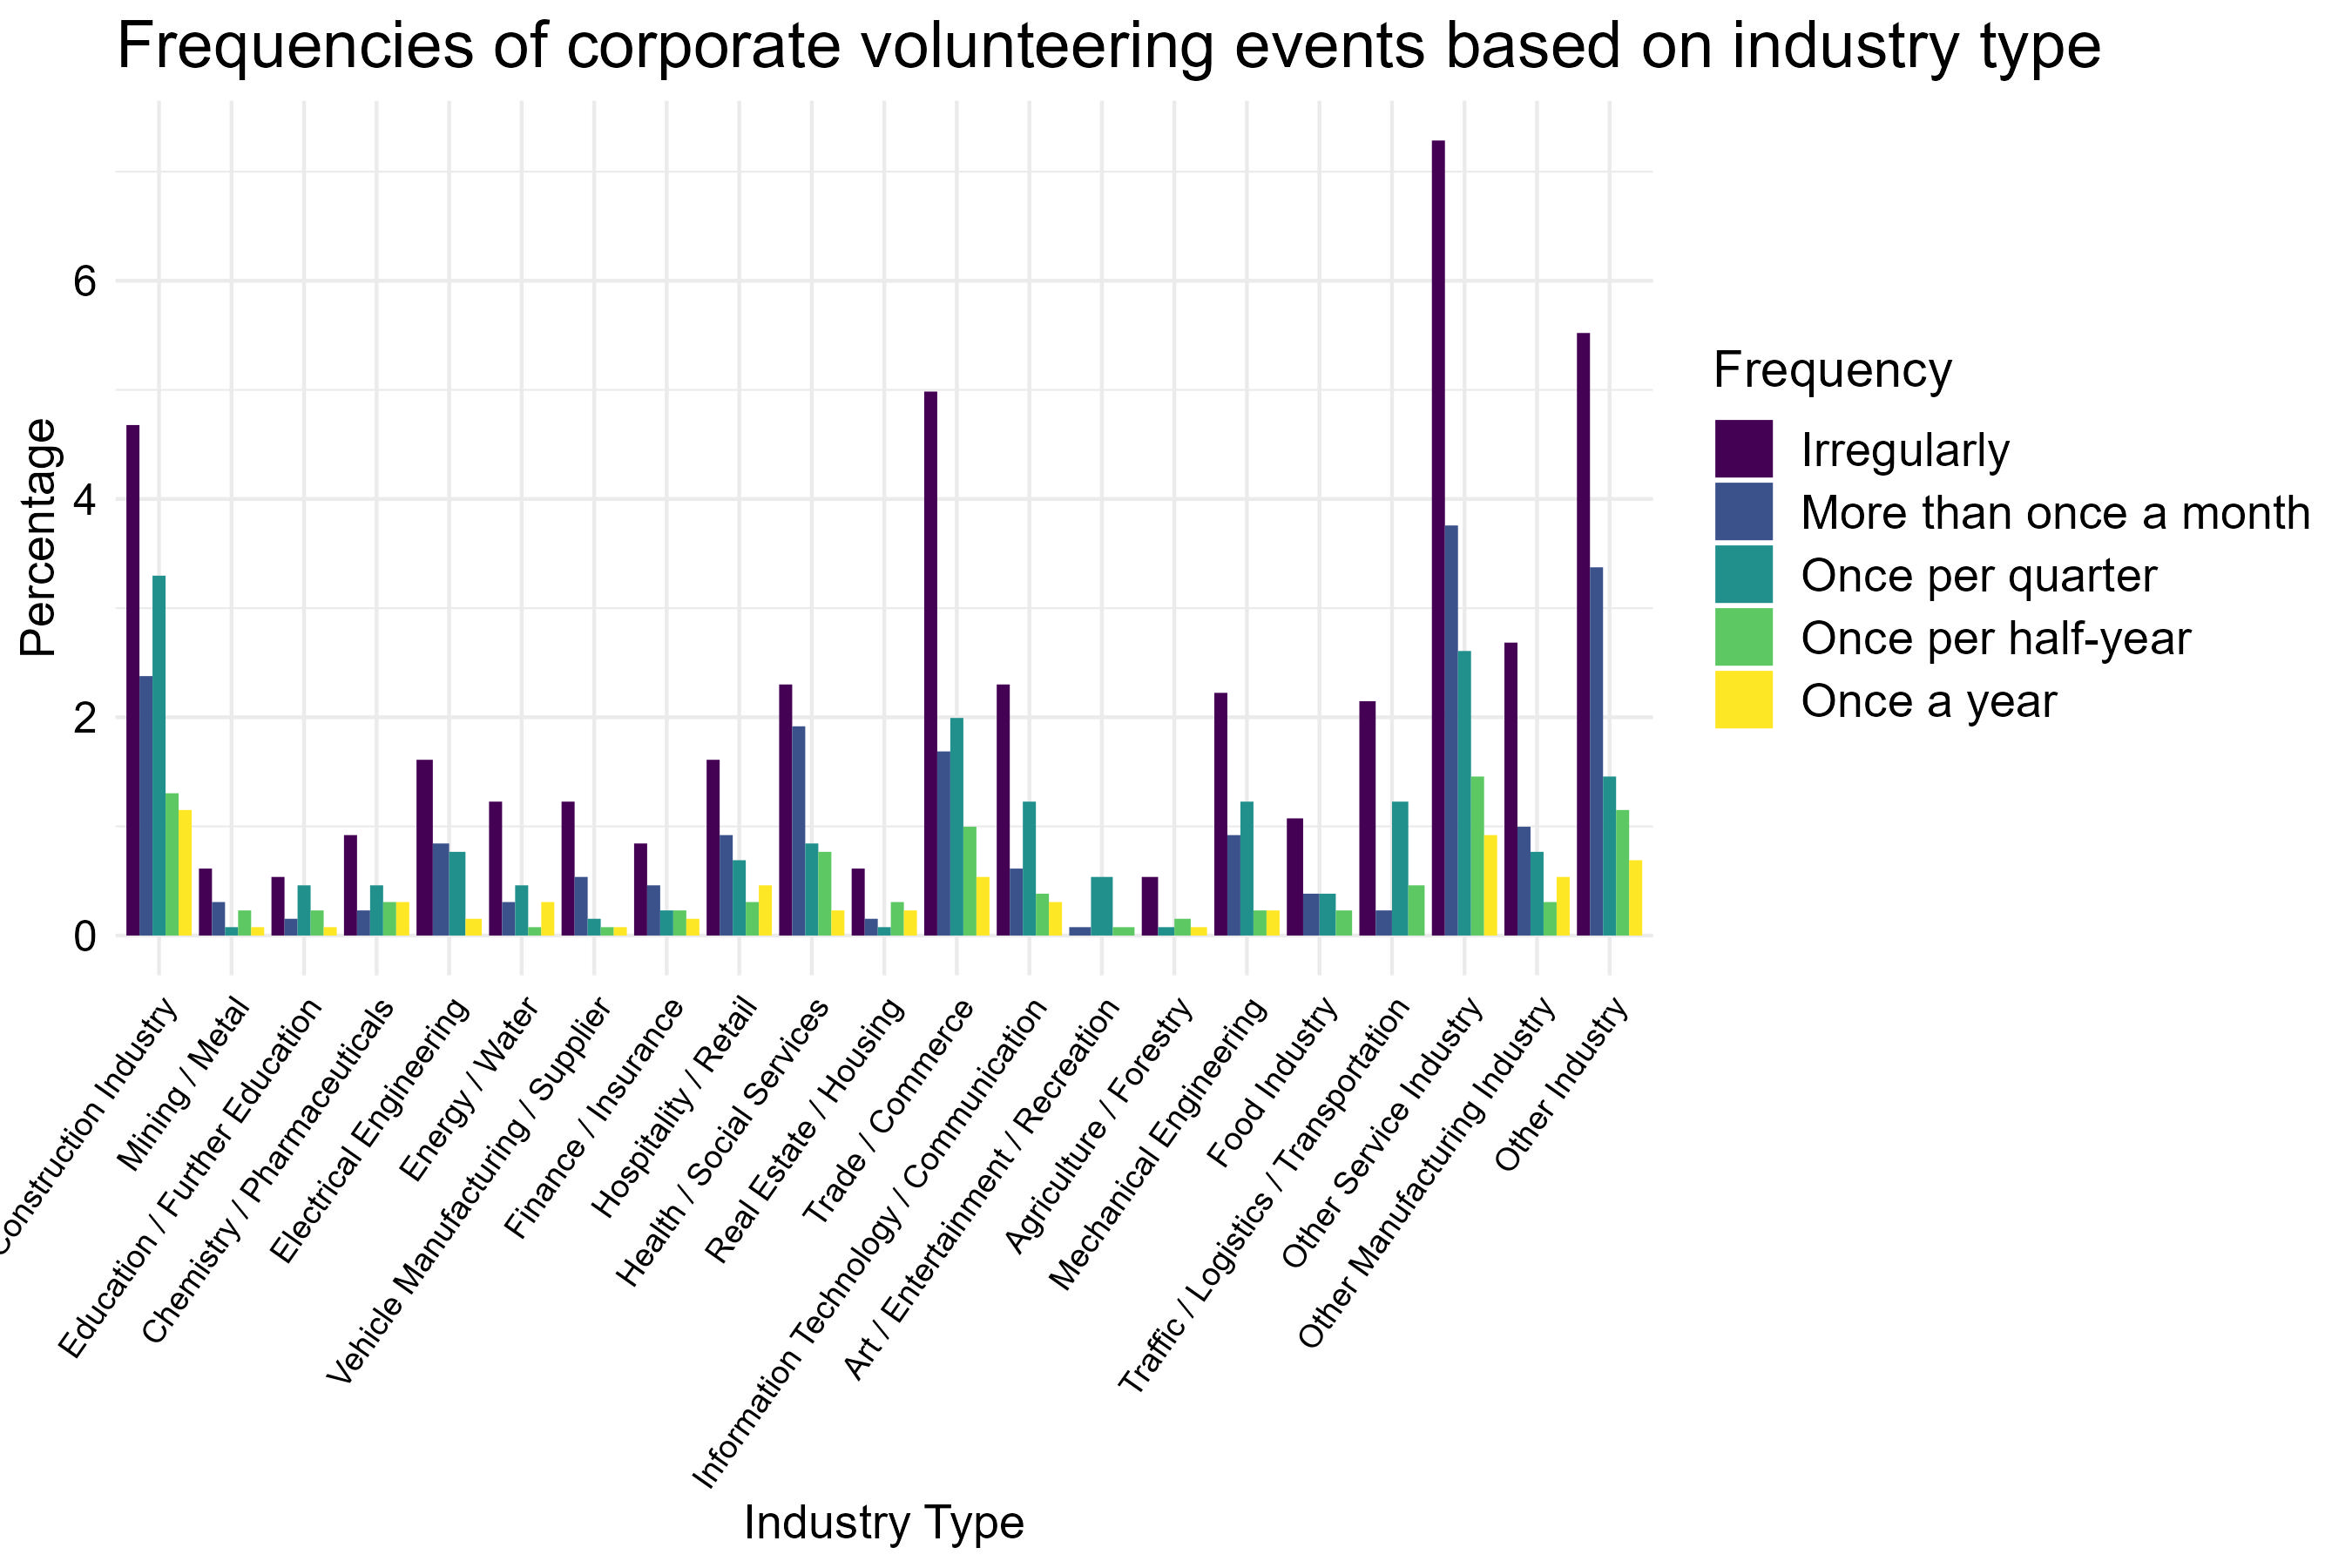 Frequencies of corporate volunteering events based on industry type
Percentage
6
4
2
0
Frequency
Irregularly
More than once a month
Once per quarter
Once per half-year
Once a year
Construction Industry
Mining / Metal
Education / Further Education
Chemistry / Pharmaceuticals
Electrical Engineering
Energy / Water
Vehicle Manufacturing / Supplier
Finance / Insurance
Hospitality / Retail
Health / Social Services
Real Estate / Housing
Trade / Commerce
Information Technology / Communication
Art / Entertainment / Recreation
Agriculture / Forestry
Mechanical Engineering
Food Industry
Traffic / Logistics / Transportation
Other Service Industry
Other Manufacturing Industry
Other Industry
Industry Type